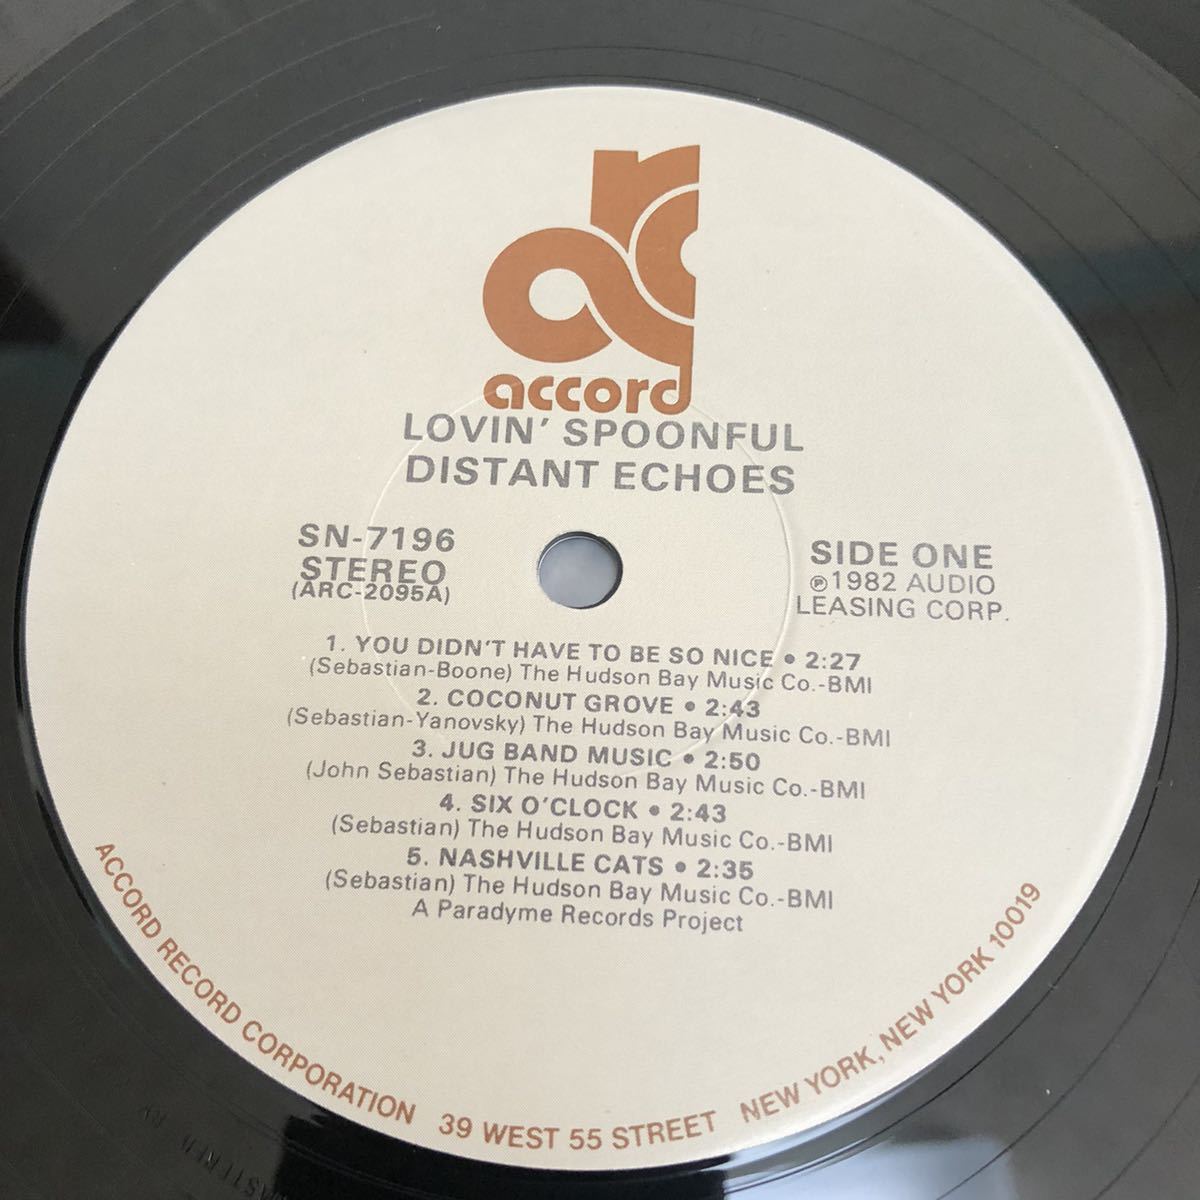 accord
LOVIN' SPOONFUL
DISTANT ECHOES
SN-7196
STEREO
(ARC-2095A)
SIDE ONE
℗1982 AUDIO
LEASING CORP.
1. YOU DIDN'T HAVE TO BE SO NICE • 2:27
(Sebastian-Boone) The Hudson Bay Music Co.-BMI
2. COCONUT GROVE • 2:43
(Sebastian-Yanovsky) The Hudson Bay Music Co.-BMI
3. JUG BAND MUSIC • 2:50
(John Sebastian) The Hudson Bay Music Co.-BMI
4. SIX O'CLOCK • 2:43
(Sebastian) The Hudson Bay Music Co.-BMI
5. NASHVILLE CATS • 2:35
(Sebastian) The Hudson Bay Music Co.-BMI
A Paradyme Records Project
ACCORD RECORD CORPORATION 39 WEST 55 STREET NEW YORK, NEW YORK 10019